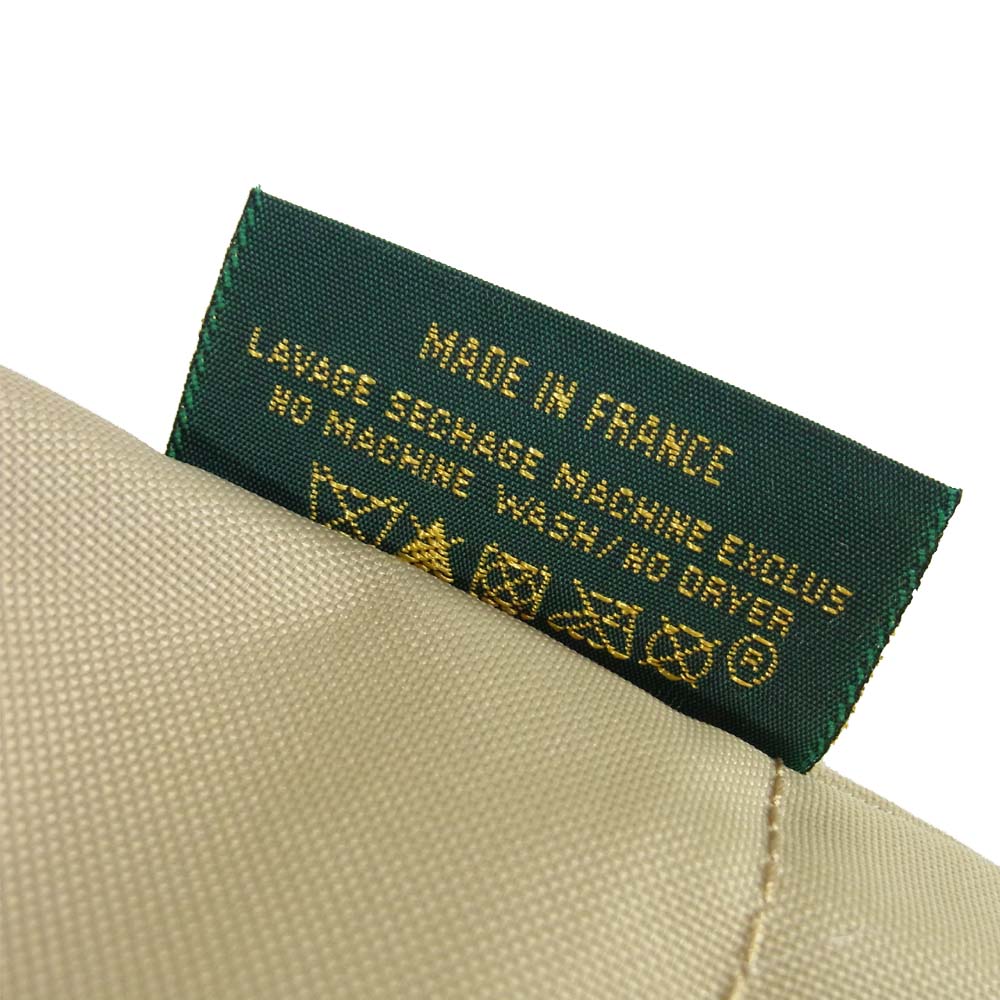 MADE IN FRANCE
LAVAGE SECHAGE MACHINE EXCLUS
NO MACHINE WASH/NO DRYER
®